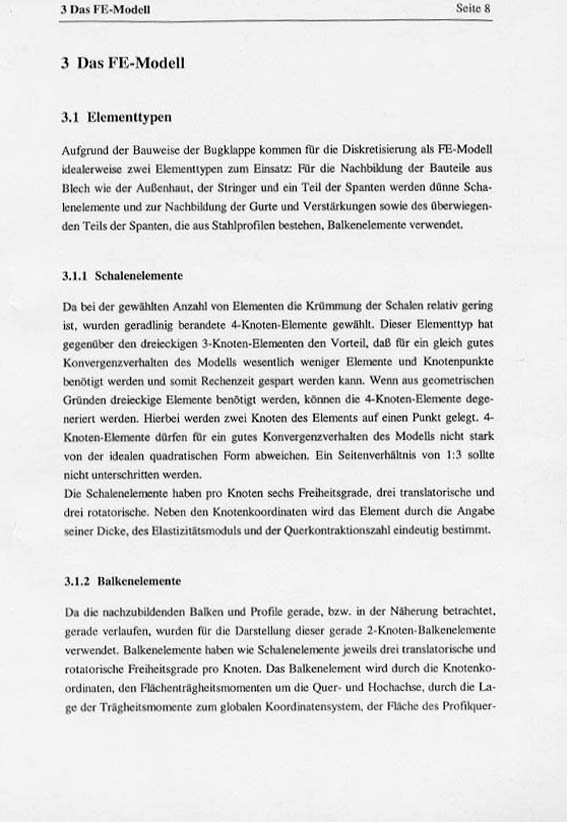 3 Das FE-Modell Seite 8
3 Das FE-Modell
3.1 Elementtypen
Aufgrund der Bauweise der Bugklappe kommen für die Diskretisierung als FE-Modell
idealerweise zwei Elementtypen zum Einsatz: Für die Nachbildung der Bauteile aus
Blech wie der Außenhaut, der Stringer und ein Teil der Spanten werden dünne Scha-
lenelemente und zur Nachbildung der Gurte und Verstärkungen sowie des überwiegen-
den Teils der Spanten, die aus Stahlprofilen bestehen, Balkenelemente verwendet.
3.1.1 Schalenelemente
Da bei der gewählten Anzahl von Elementen die Krümmung der Schalen relativ gering
ist, wurden geradlinig berandete 4-Knoten-Elemente gewählt. Dieser Elementtyp hat
gegenüber den dreieckigen 3-Knoten-Elementen den Vorteil, daß für ein gleich gutes
Konvergenzverhalten des Modells wesentlich weniger Elemente und Knotenpunkte
benötigt werden und somit Rechenzeit gespart werden kann. Wenn aus geometrischen
Gründen dreieckige Elemente benötigt werden, können die 4-Knoten-Elemente dege-
neriert werden. Hierbei werden zwei Knoten des Elements auf einen Punkt gelegt. 4-
Knoten-Elemente dürfen für ein gutes Konvergenzverhalten des Modells nicht stark
von der idealen quadratischen Form abweichen. Ein Seitenverhältnis von 1:3 sollte
nicht unterschritten werden.
Die Schalenelemente haben pro Knoten sechs Freiheitsgrade, drei translatorische und
drei rotatorische. Neben den Knotenkoordinaten wird das Element durch die Angabe
seiner Dicke, des Elastizitätsmoduls und der Querkontraktionszahl eindeutig bestimmt.
3.1.2 Balkenelemente
Da die nachzubildenden Balken und Profile gerade, bzw. in der Näherung betrachtet,
gerade verlaufen, wurden für die Darstellung dieser gerade 2-Knoten-Balkenelemente
verwendet. Balkenelemente haben wie Schalenelemente jeweils drei translatorische und
rotatorische Freiheitsgrade pro Knoten. Das Balkenelement wird durch die Knotenko-
ordinaten, den Flächenträgheitsmomenten um die Quer- und Hochachse, durch die La-
ge der Trägheitsmomente zum globalen Koordinatensystem, der Fläche des Profilquer-